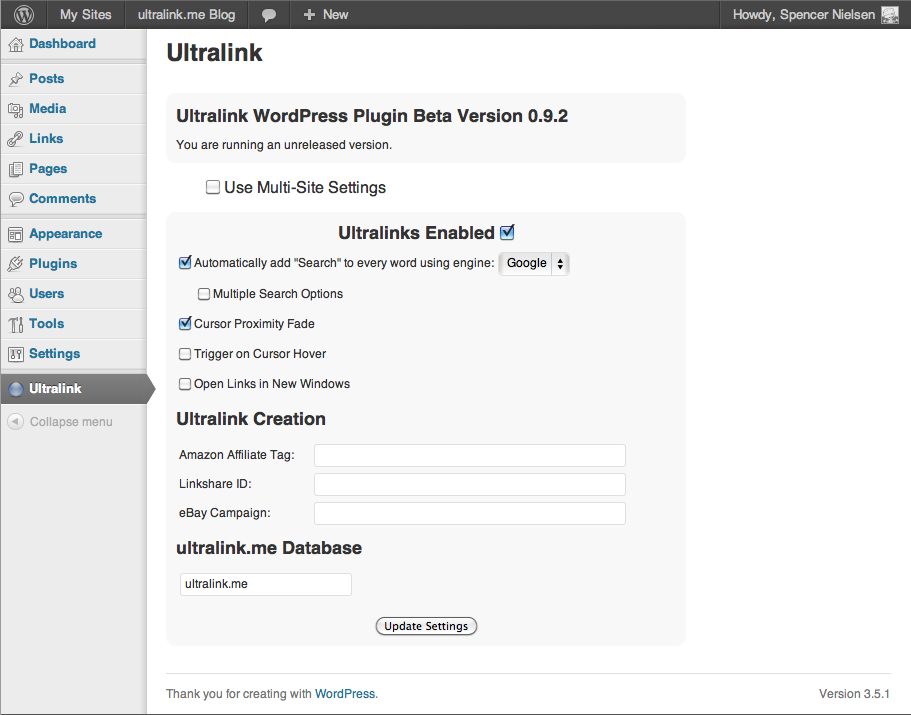 My Sites ultralink.me Blog + New Howdy, Spencer Nielsen
Dashboard
Posts
Media
Links
Pages
Comments
Appearance
Plugins
Users
Tools
Settings
Ultralink
Collapse menu
Ultralink
Ultralink WordPress Plugin Beta Version 0.9.2
You are running an unreleased version.
Use Multi-Site Settings
Ultralinks Enabled
Automatically add "Search" to every word using engine: Google
Multiple Search Options
Cursor Proximity Fade
Trigger on Cursor Hover
Open Links in New Windows
Ultralink Creation
Amazon Affiliate Tag:
Linkshare ID:
eBay Campaign:
ultralink.me Database
ultralink.me
Update Settings
Thank you for creating with WordPress. Version 3.5.1